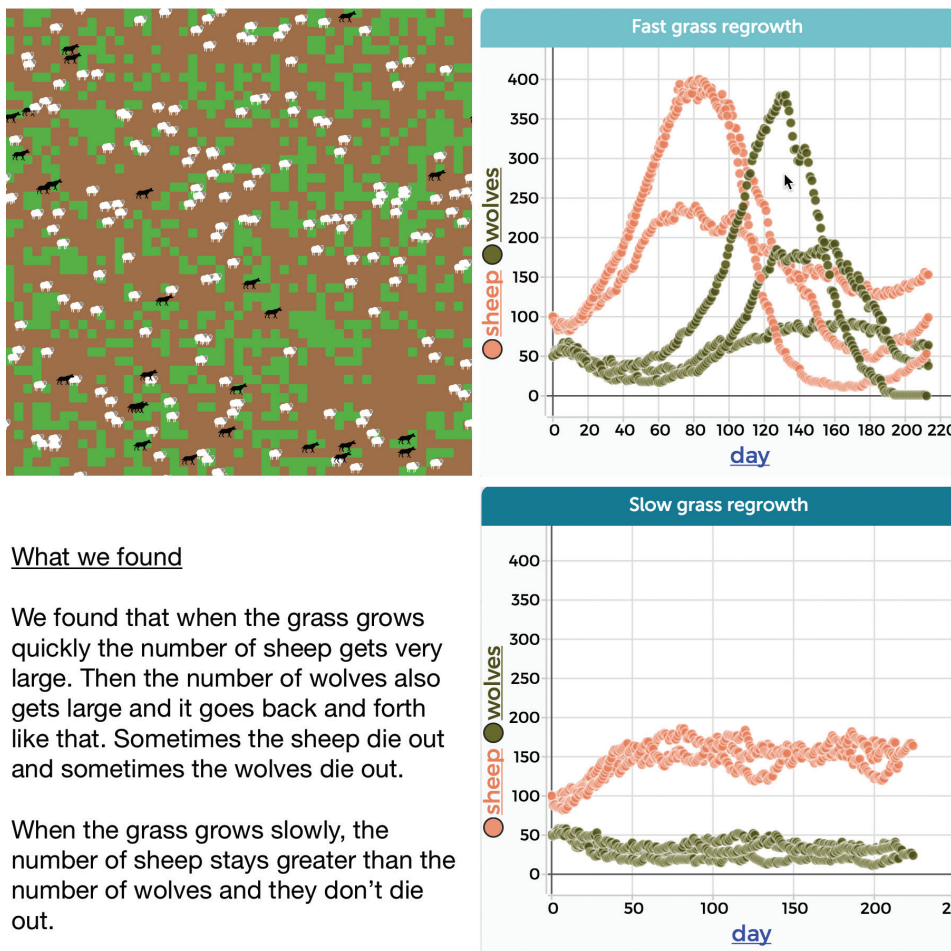 Fast grass regrowth
400
350
300
250
200
150
100
50
0
sheep wolves
0 20 40 60 80 100 120 140 160 180 200 220
day
Slow grass regrowth
400
350
300
250
200
150
100
50
0
sheep wolves
0 50 100 150 200 2
day
What we found
We found that when the grass grows
quickly the number of sheep gets very
large. Then the number of wolves also
gets large and it goes back and forth
like that. Sometimes the sheep die out
and sometimes the wolves die out.
When the grass grows slowly, the
number of sheep stays greater than the
number of wolves and they don’t die
out.